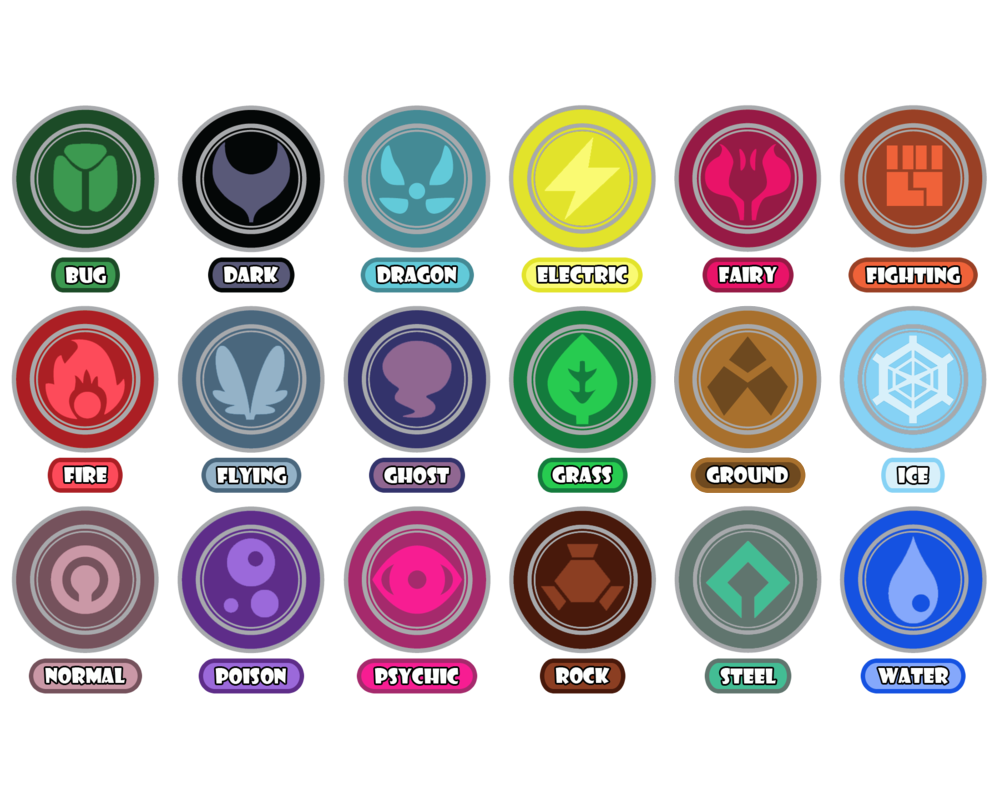 BUG
DARK
DRAGON
ELECTRIC
FAIRY
FIGHTING
FIRE
FLYING
GHOST
GRASS
GROUND
ICE
NORMAL
POISON
PSYCHIC
ROCK
STEEL
WATER